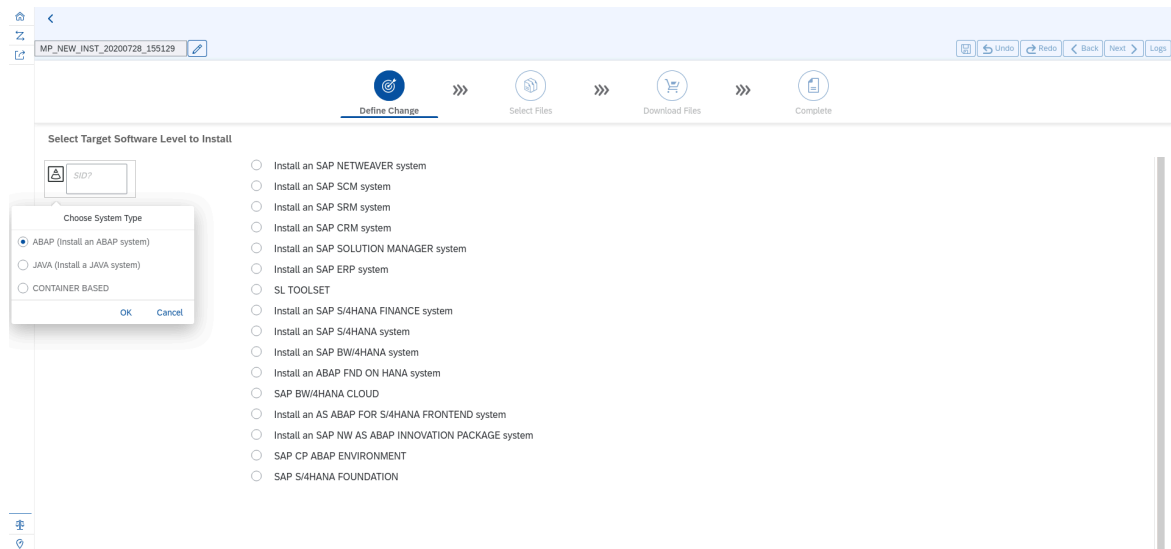 MP_NEW_INST_20200728_155129
Undo
Redo
Back
Next
Logs
Define Change
Select Files
Download Files
Complete
Select Target Software Level to Install
SID?
Choose System Type
ABAP (Install an ABAP system)
JAVA (Install a JAVA system)
CONTAINER BASED
OK Cancel
Install an SAP NETWEAVER system
Install an SAP SCM system
Install an SAP SRM system
Install an SAP CRM system
Install an SAP SOLUTION MANAGER system
Install an SAP ERP system
SL TOOLSET
Install an SAP S/4HANA FINANCE system
Install an SAP S/4HANA system
Install an SAP BW/4HANA system
Install an ABAP FND ON HANA system
SAP BW/4HANA CLOUD
Install an AS ABAP FOR S/4HANA FRONTEND system
Install an SAP NW AS ABAP INNOVATION PACKAGE system
SAP CP ABAP ENVIRONMENT
SAP S/4HANA FOUNDATION